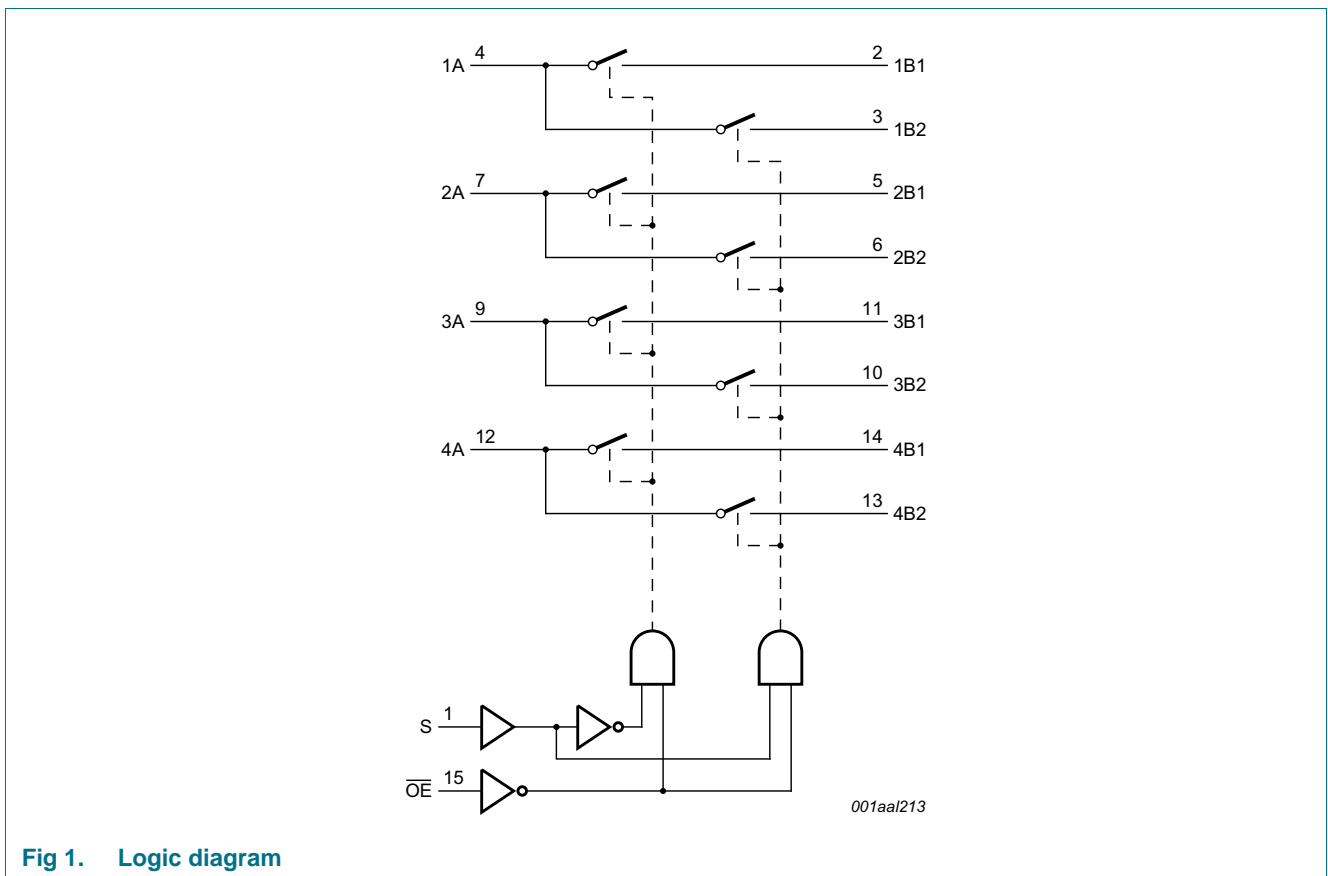 1A 4 2 1B1
3 1B2
2A 7 5 2B1
6 2B2
3A 9 11 3B1
10 3B2
4A 12 14 4B1
13 4B2
S 1
OE 15
001aal213
Fig 1. Logic diagram